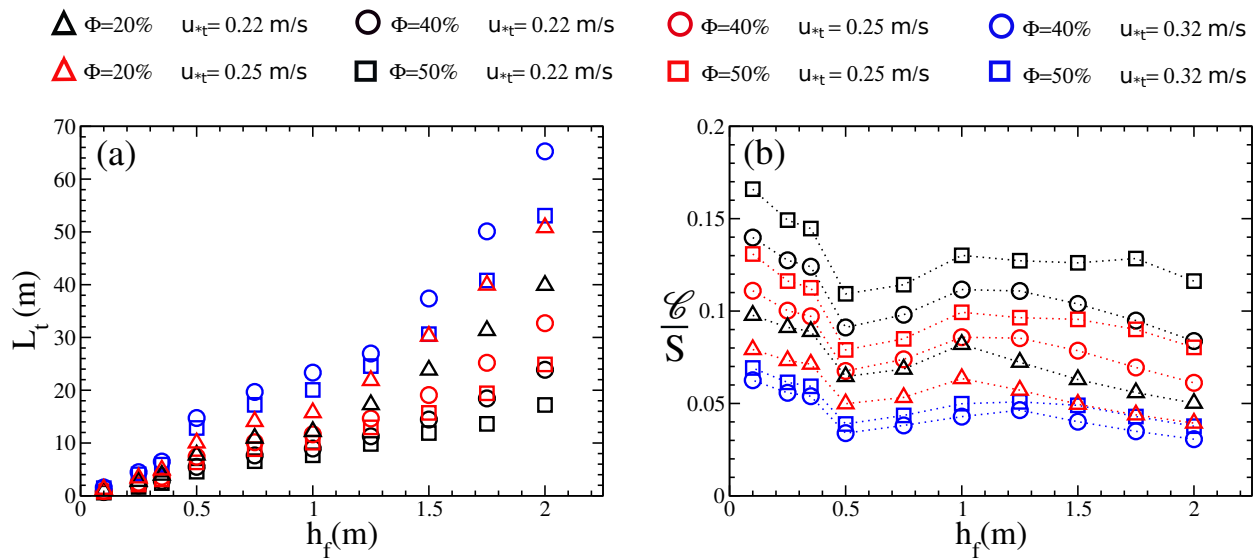 Φ=20% u*t= 0.22 m/s Φ=40% u*t= 0.22 m/s Φ=40% u*t= 0.25 m/s Φ=40% u*t= 0.32 m/s
Φ=20% u*t= 0.25 m/s Φ=50% u*t= 0.22 m/s Φ=50% u*t= 0.25 m/s Φ=50% u*t= 0.32 m/s
(a)
70
60
50
40
30
20
10
0
L_t (m)
0 0.5 1 1.5 2
h_f(m)
(b)
0.2
0.15
0.1
0.05
0
S|𝒞
0 0.5 1 1.5 2
h_f(m)